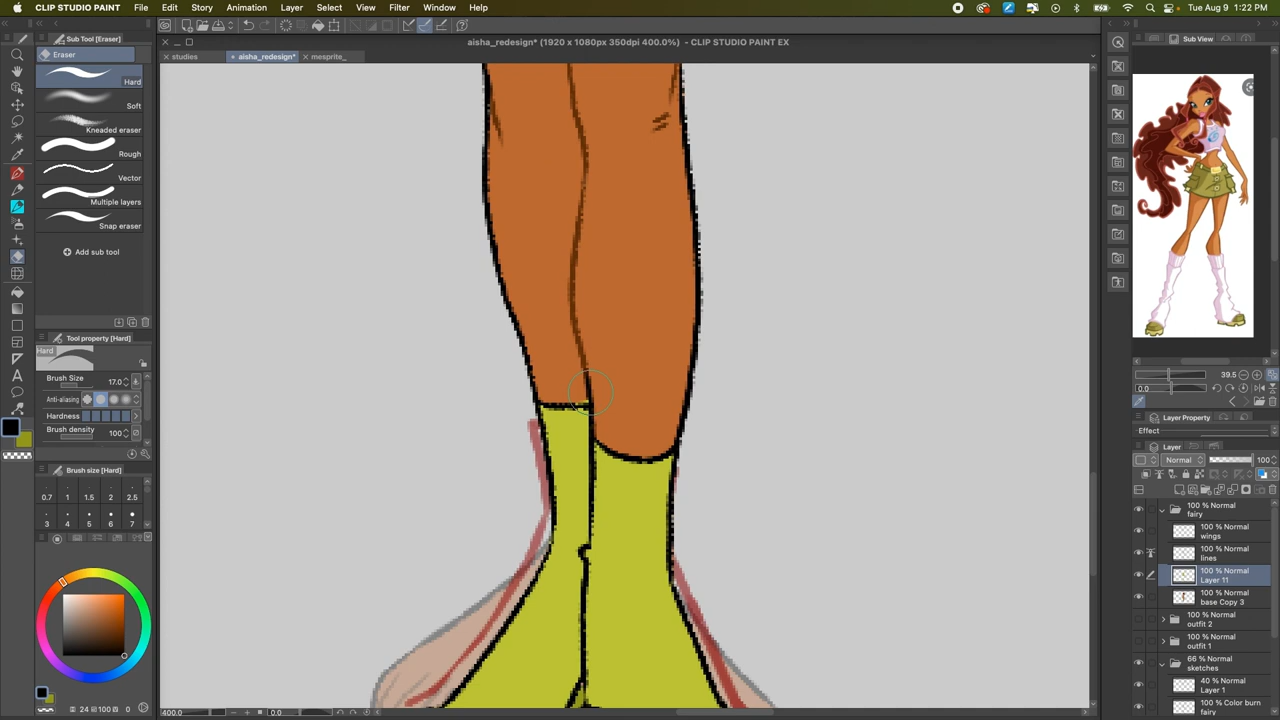 CLIP STUDIO PAINT File Edit Story Animation Layer Select View Filter Window Help Tue Aug 9 1:22 PM
aisha_redesign* (1920 x 1080px 350dpi 400.0%) - CLIP STUDIO PAINT EX
Sub Tool [Eraser]
Sub View
studies
aisha_redesign*
mesprite_
Eraser
Hard
Soft
Kneaded eraser
Rough
Vector
Multiple layers
Snap eraser
Add sub tool
Tool property [Hard]
Hard
Brush Size 17.0
Anti-aliasing
Hardness
Brush density 100
Brush size [Hard]
0.7 1 1.5 2 2.5
3 4 5 6 7
24 100 0
400.0 0.0
39.5
0.0
Layer Property
Effect
Layer
Normal 100
100 % Normal
fairy
100 % Normal
wings
100 % Normal
lines
100 % Normal
Layer 11
100 % Normal
base Copy 3
100 % Normal
outfit 2
100 % Normal
outfit 1
66 % Normal
sketches
40 % Normal
Layer 1
100 % Color burn
fairy